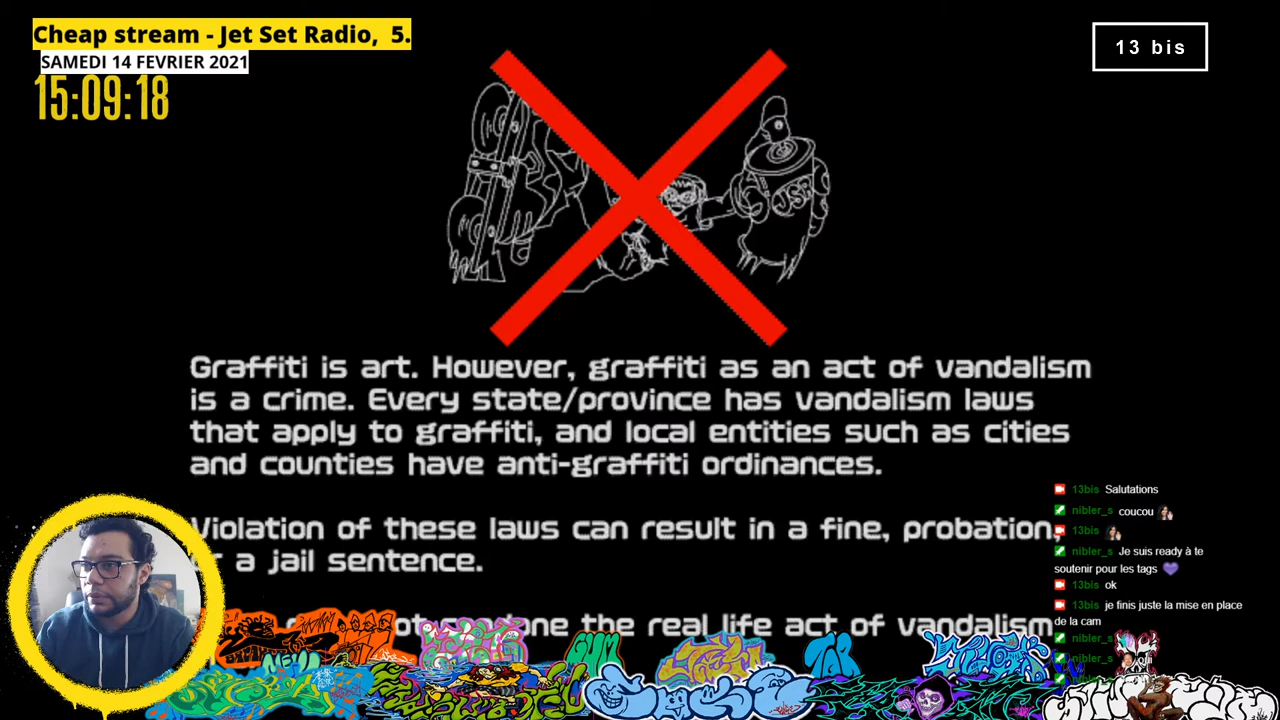 Cheap stream - Jet Set Radio, 5.
SAMEDI 14 FEVRIER 2021
15:09:18
13 bis
JSR
Graffiti is art. However, graffiti as an act of vandalism
is a crime. Every state/province has vandalism laws
that apply to graffiti, and local entities such as cities
and counties have anti-graffiti ordinances.
Violation of these laws can result in a fine, probation,
a jail sentence.
the real life act of vandalism
13bis Salutations
nibler_s coucou
13bis
nibler_s Je suis ready à te
soutenir pour les tags
13bis ok
13bis je finis juste la mise en place
de la cam
nibler_s
nibler_s
GUM